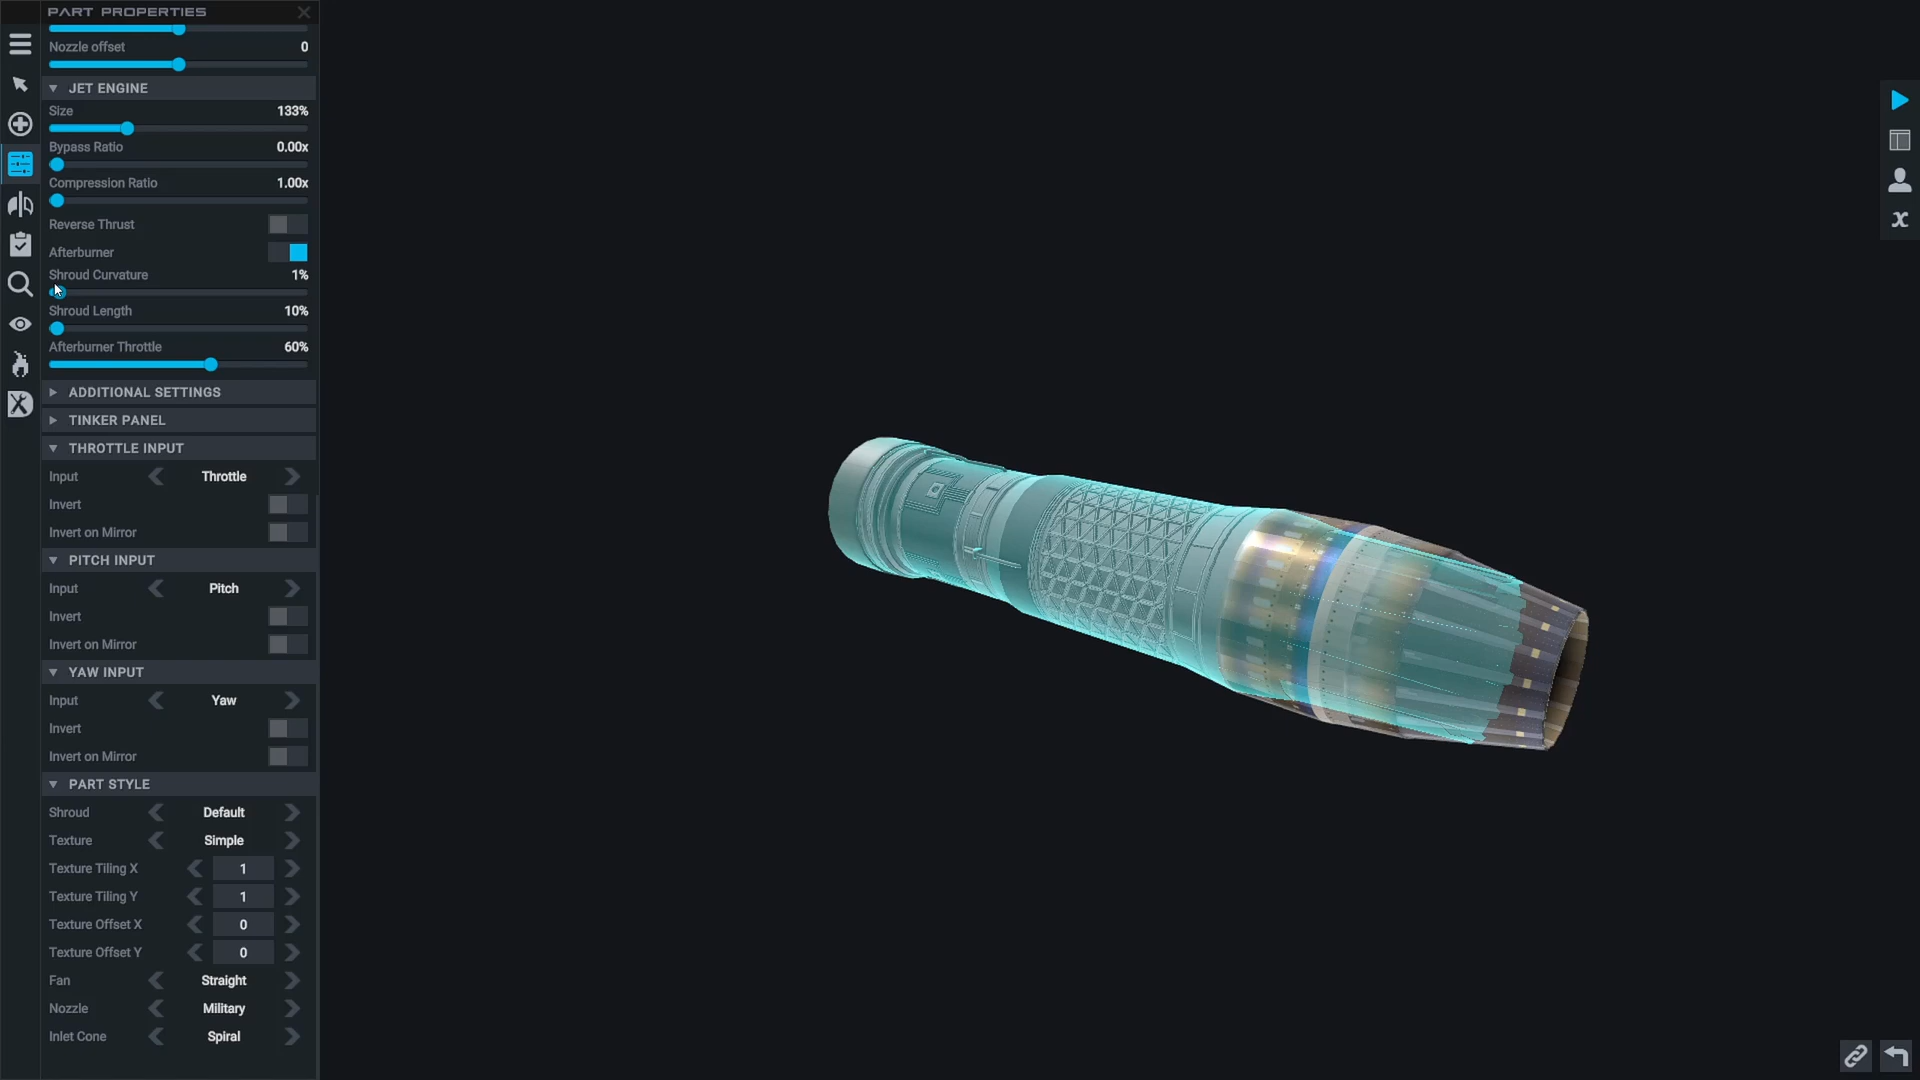 PART PROPERTIES
Nozzle offset 0
JET ENGINE
Size 133%
Bypass Ratio 0.00x
Compression Ratio 1.00x
Reverse Thrust
Afterburner
Shroud Curvature 1%
Shroud Length 10%
Afterburner Throttle 60%
ADDITIONAL SETTINGS
TINKER PANEL
THROTTLE INPUT
Input Throttle
Invert
Invert on Mirror
PITCH INPUT
Input Pitch
Invert
Invert on Mirror
YAW INPUT
Input Yaw
Invert
Invert on Mirror
PART STYLE
Shroud Default
Texture Simple
Texture Tiling X 1
Texture Tiling Y 1
Texture Offset X 0
Texture Offset Y 0
Fan Straight
Nozzle Military
Inlet Cone Spiral